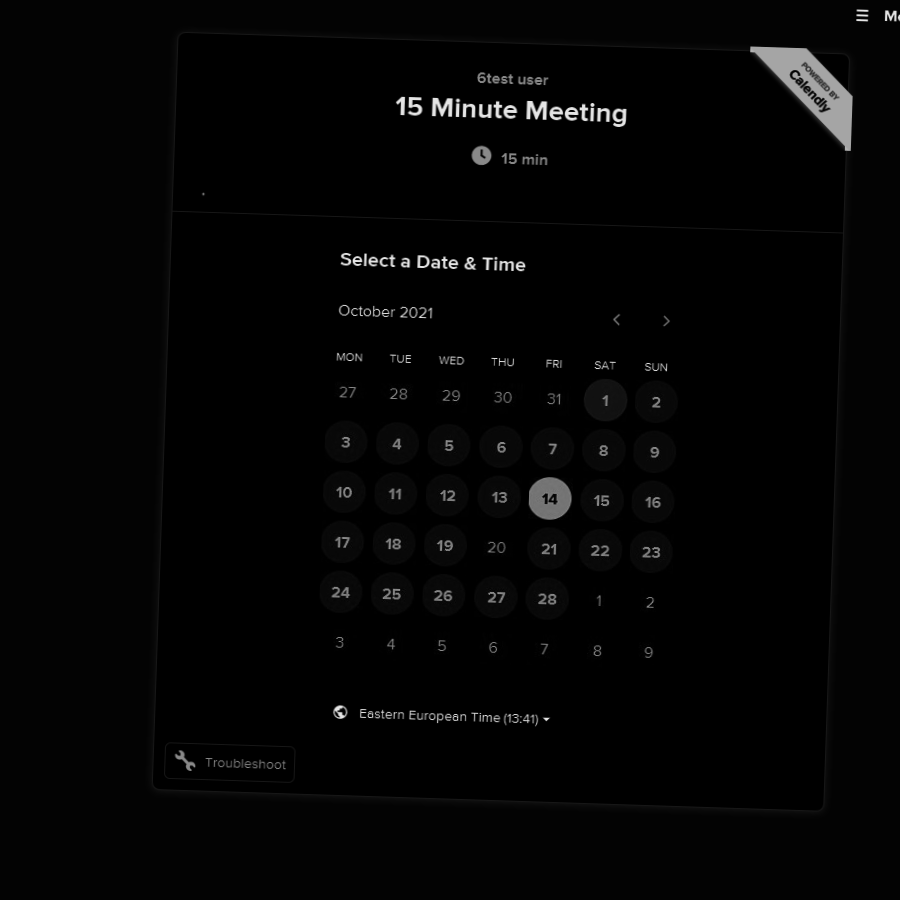 ☰ Me
6test user
15 Minute Meeting
POWERED BY
Calendly
15 min
Select a Date & Time
October 2021
MON TUE WED THU FRI SAT SUN
27 28 29 30 31 1 2
3 4 5 6 7 8 9
10 11 12 13 14 15 16
17 18 19 20 21 22 23
24 25 26 27 28 1 2
3 4 5 6 7 8 9
Eastern European Time (13:41)
Troubleshoot